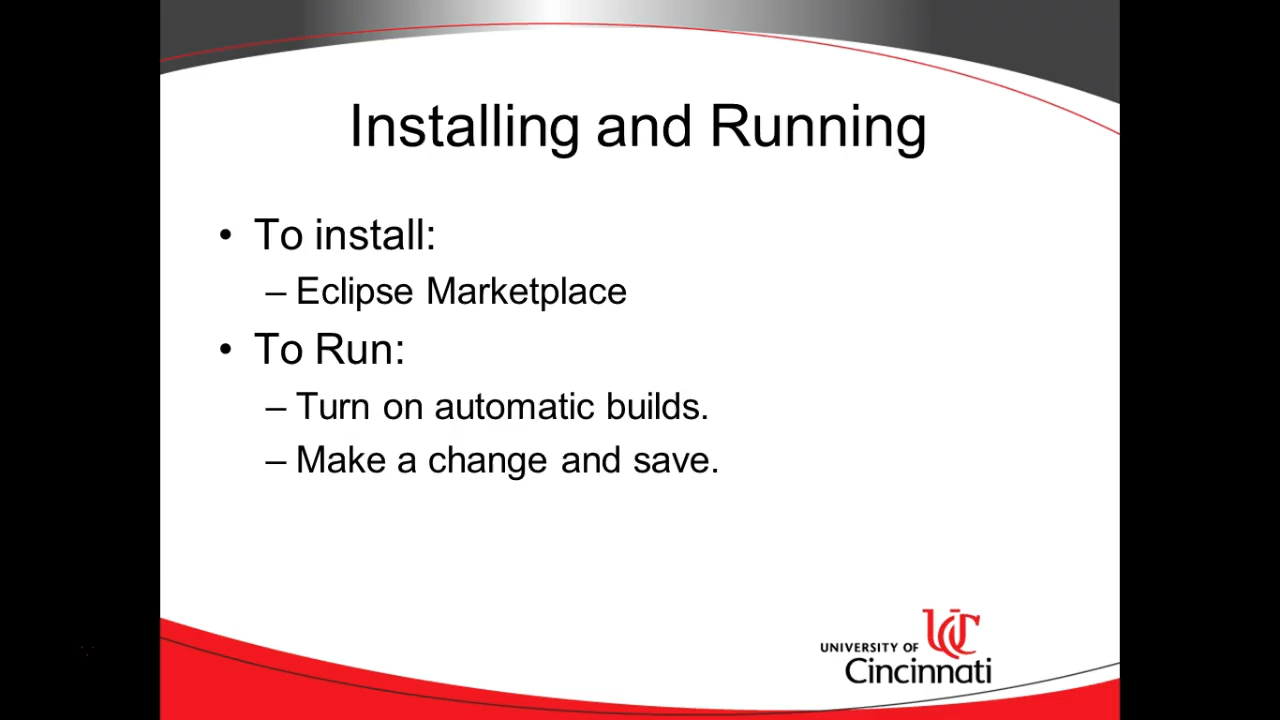 Installing and Running
• To install:
– Eclipse Marketplace
• To Run:
– Turn on automatic builds.
– Make a change and save.
UC
UNIVERSITY OF
Cincinnati